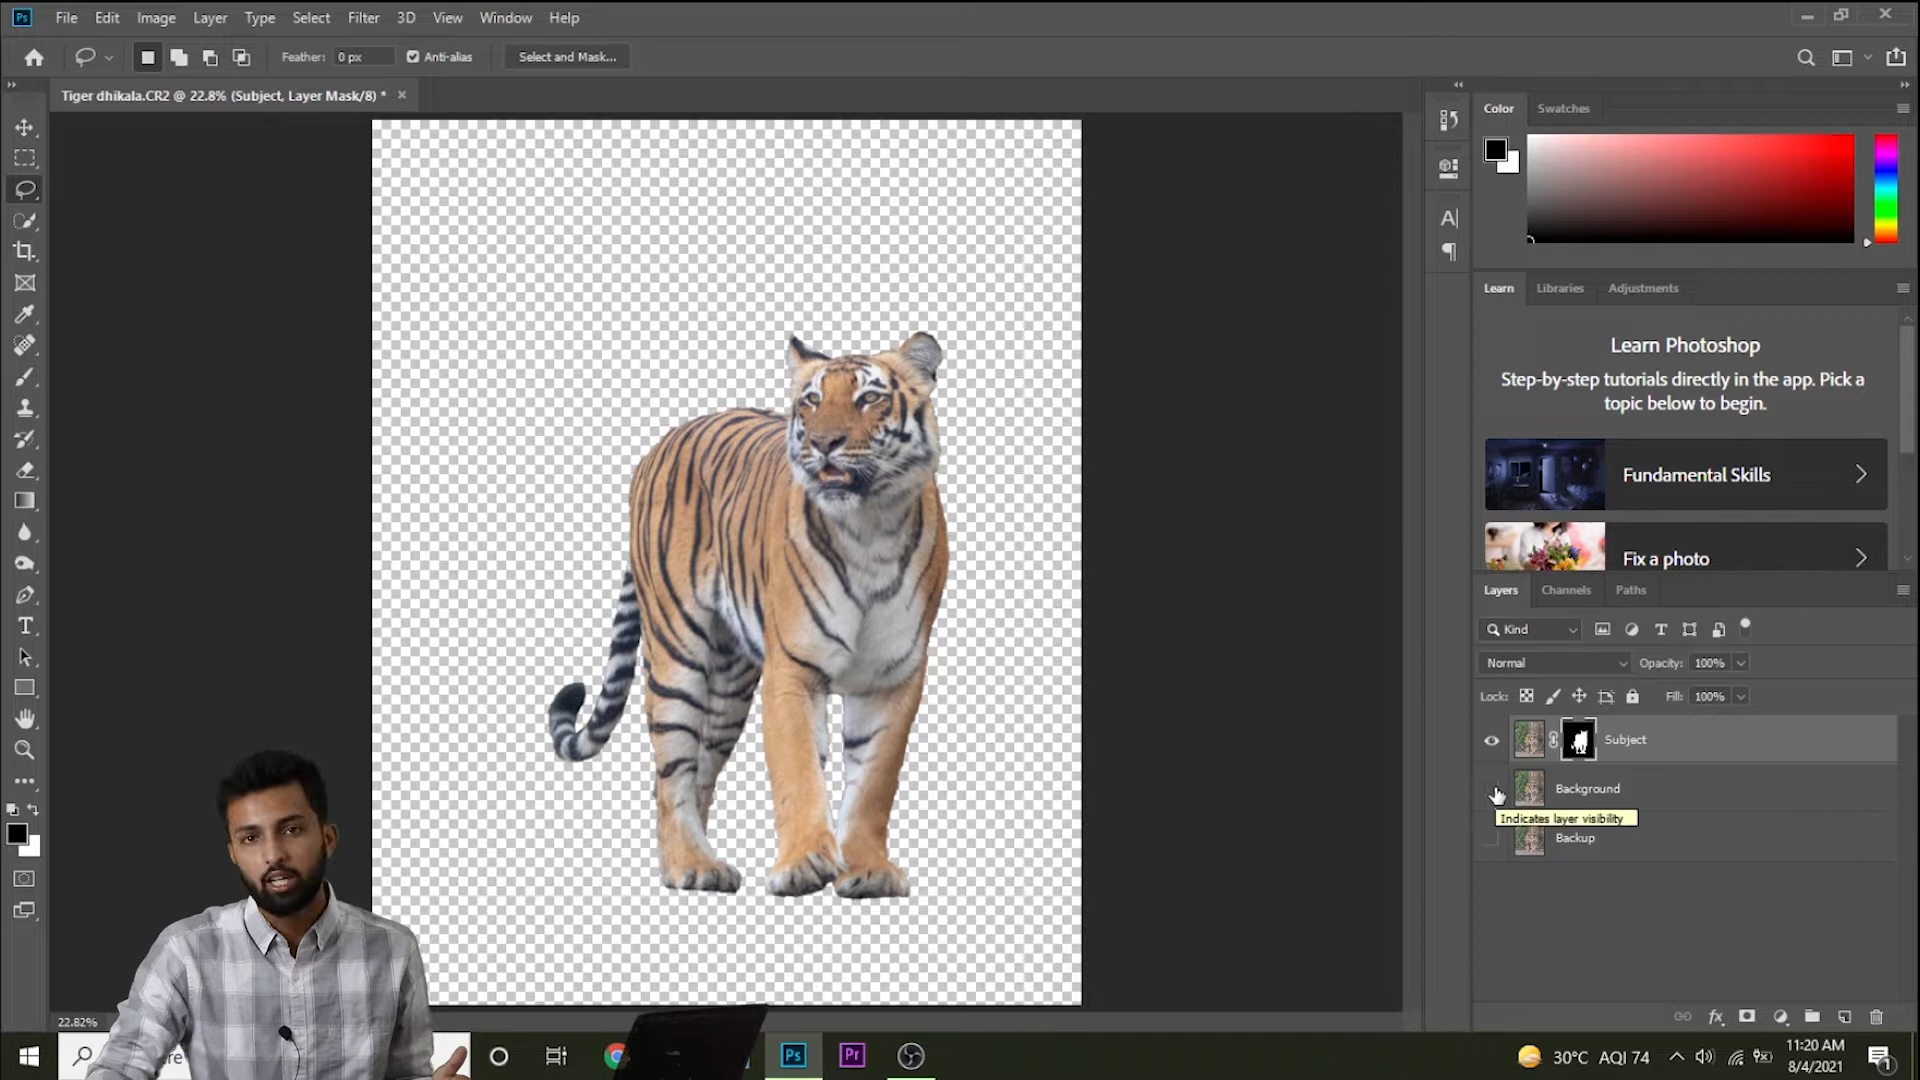 Ps File Edit Image Layer Type Select Filter 3D View Window Help
Feather: 0 px Anti-alias Select and Mask...
Tiger dhikala.CR2 @ 22.8% (Subject, Layer Mask/8) *
Color Swatches
Learn Libraries Adjustments
Learn Photoshop
Step-by-step tutorials directly in the app. Pick a
topic below to begin.
Fundamental Skills
Fix a photo
Layers Channels Paths
Kind
Normal Opacity: 100%
Lock: Fill: 100%
Subject
Background
Indicates layer visibility
Backup
22.82%
Ps Pr
30°C AQI 74
11:20 AM
8/4/2021
1